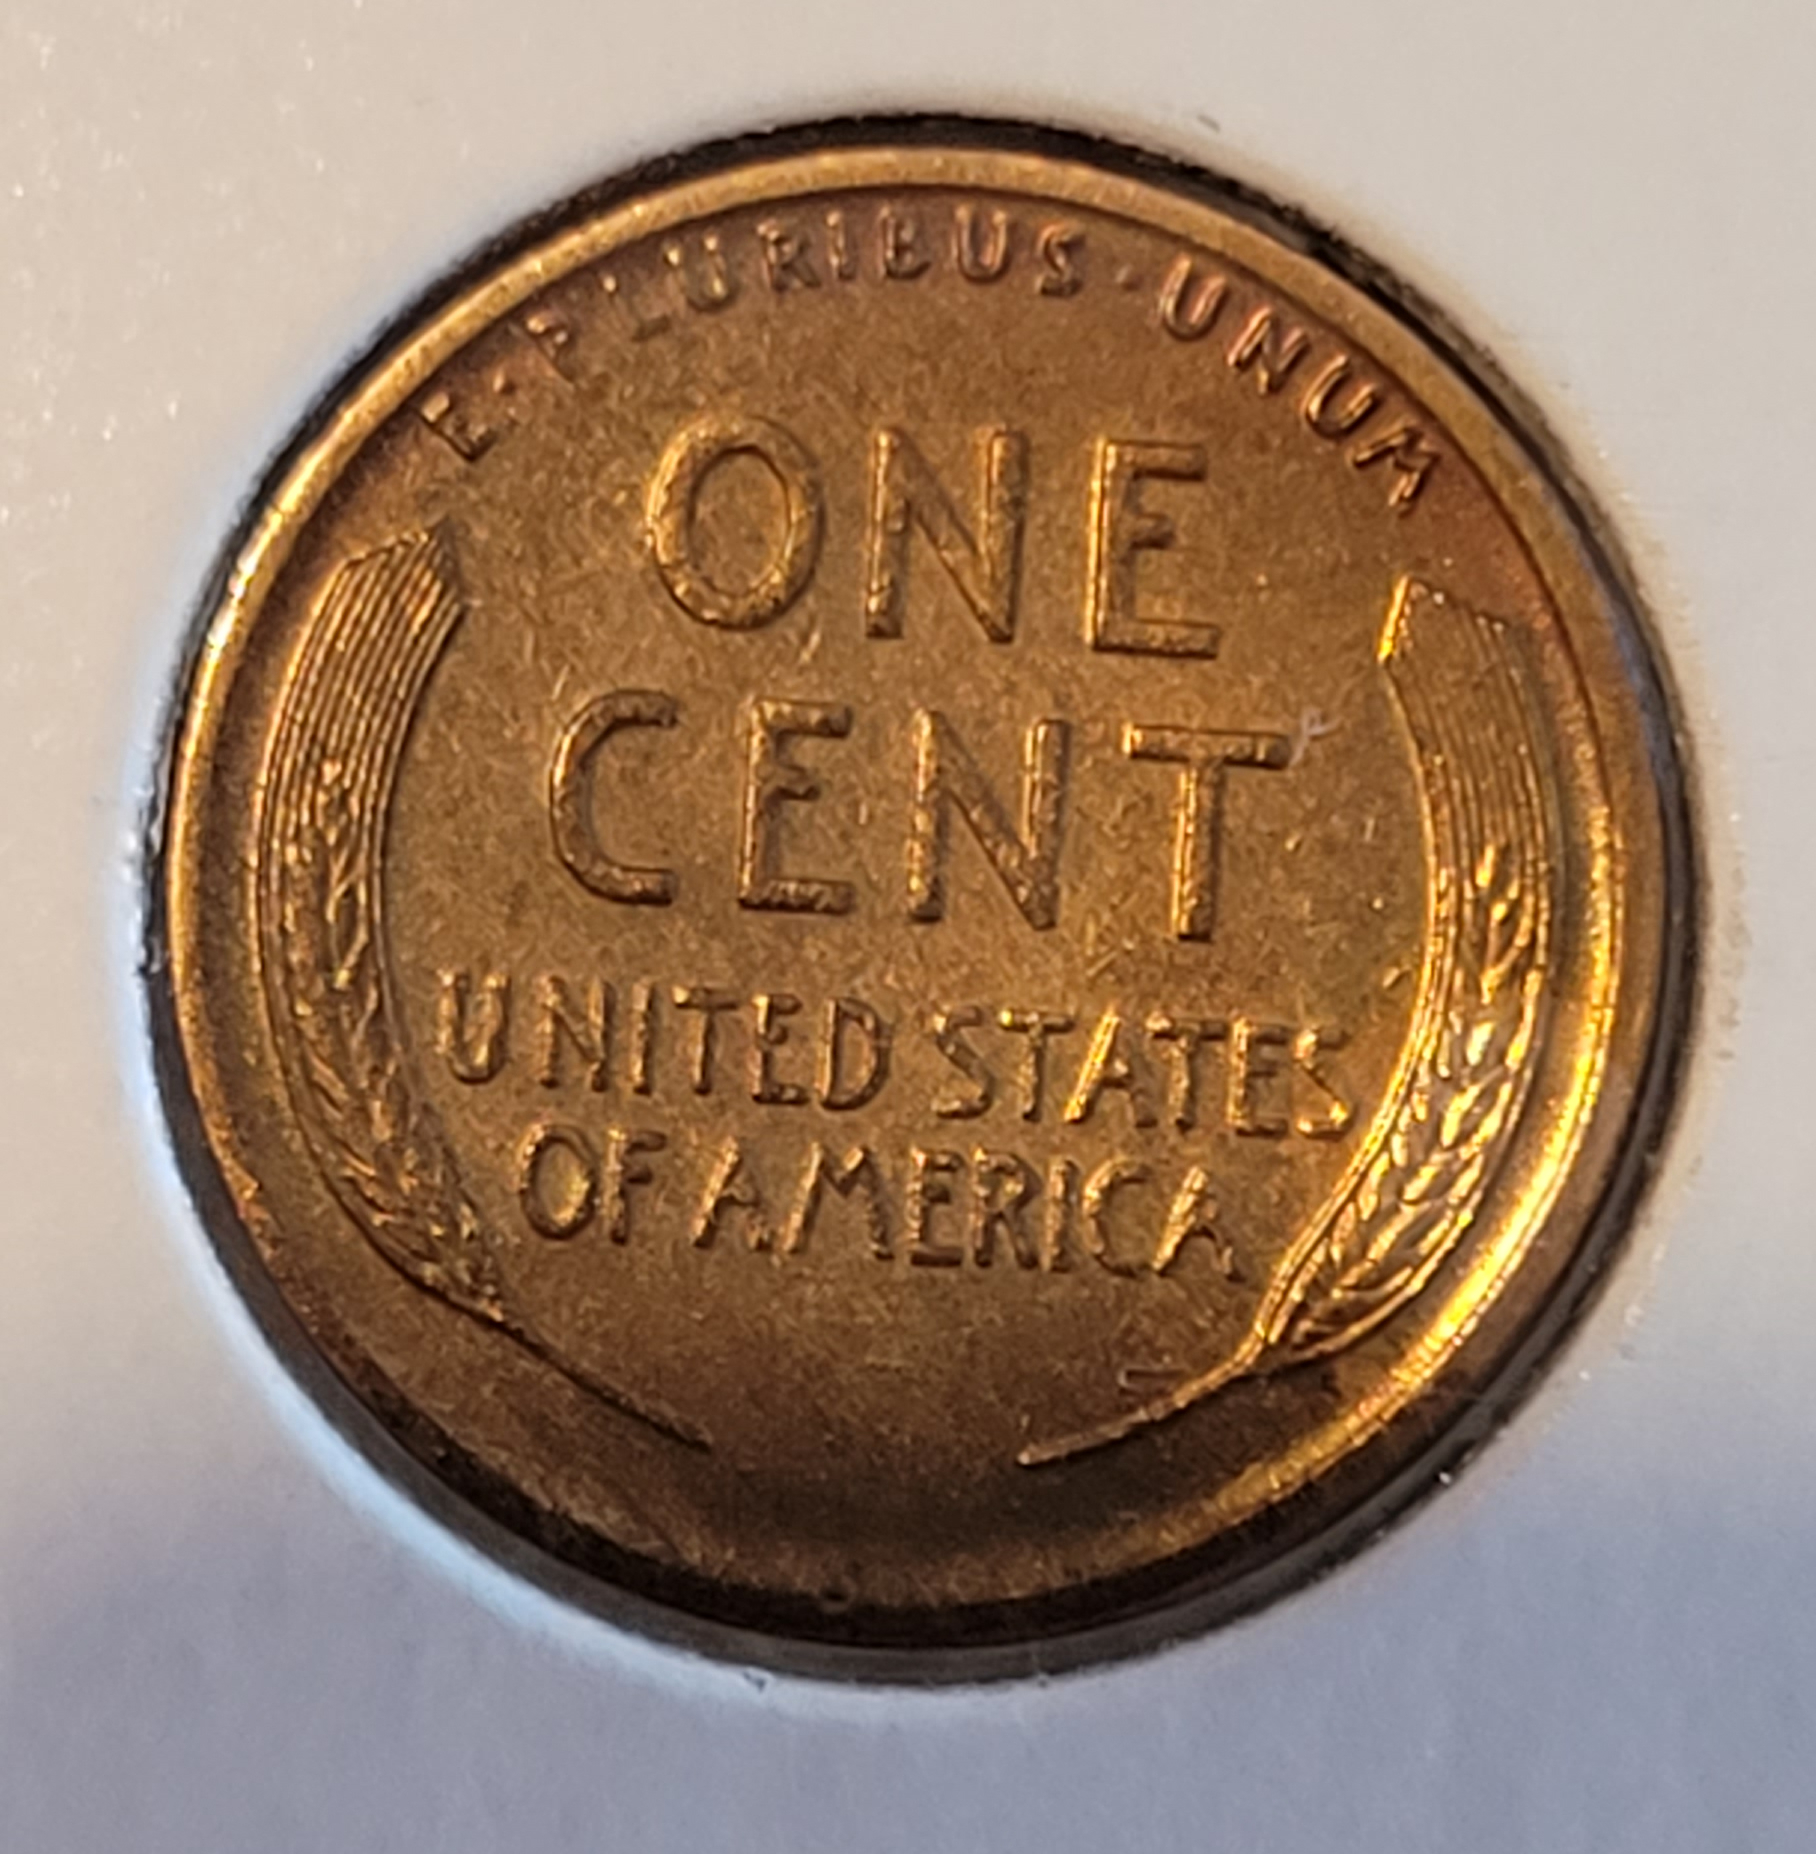 E·PLURIBUS·UNUM
ONE
CENT
UNITED STATES
OF AMERICA